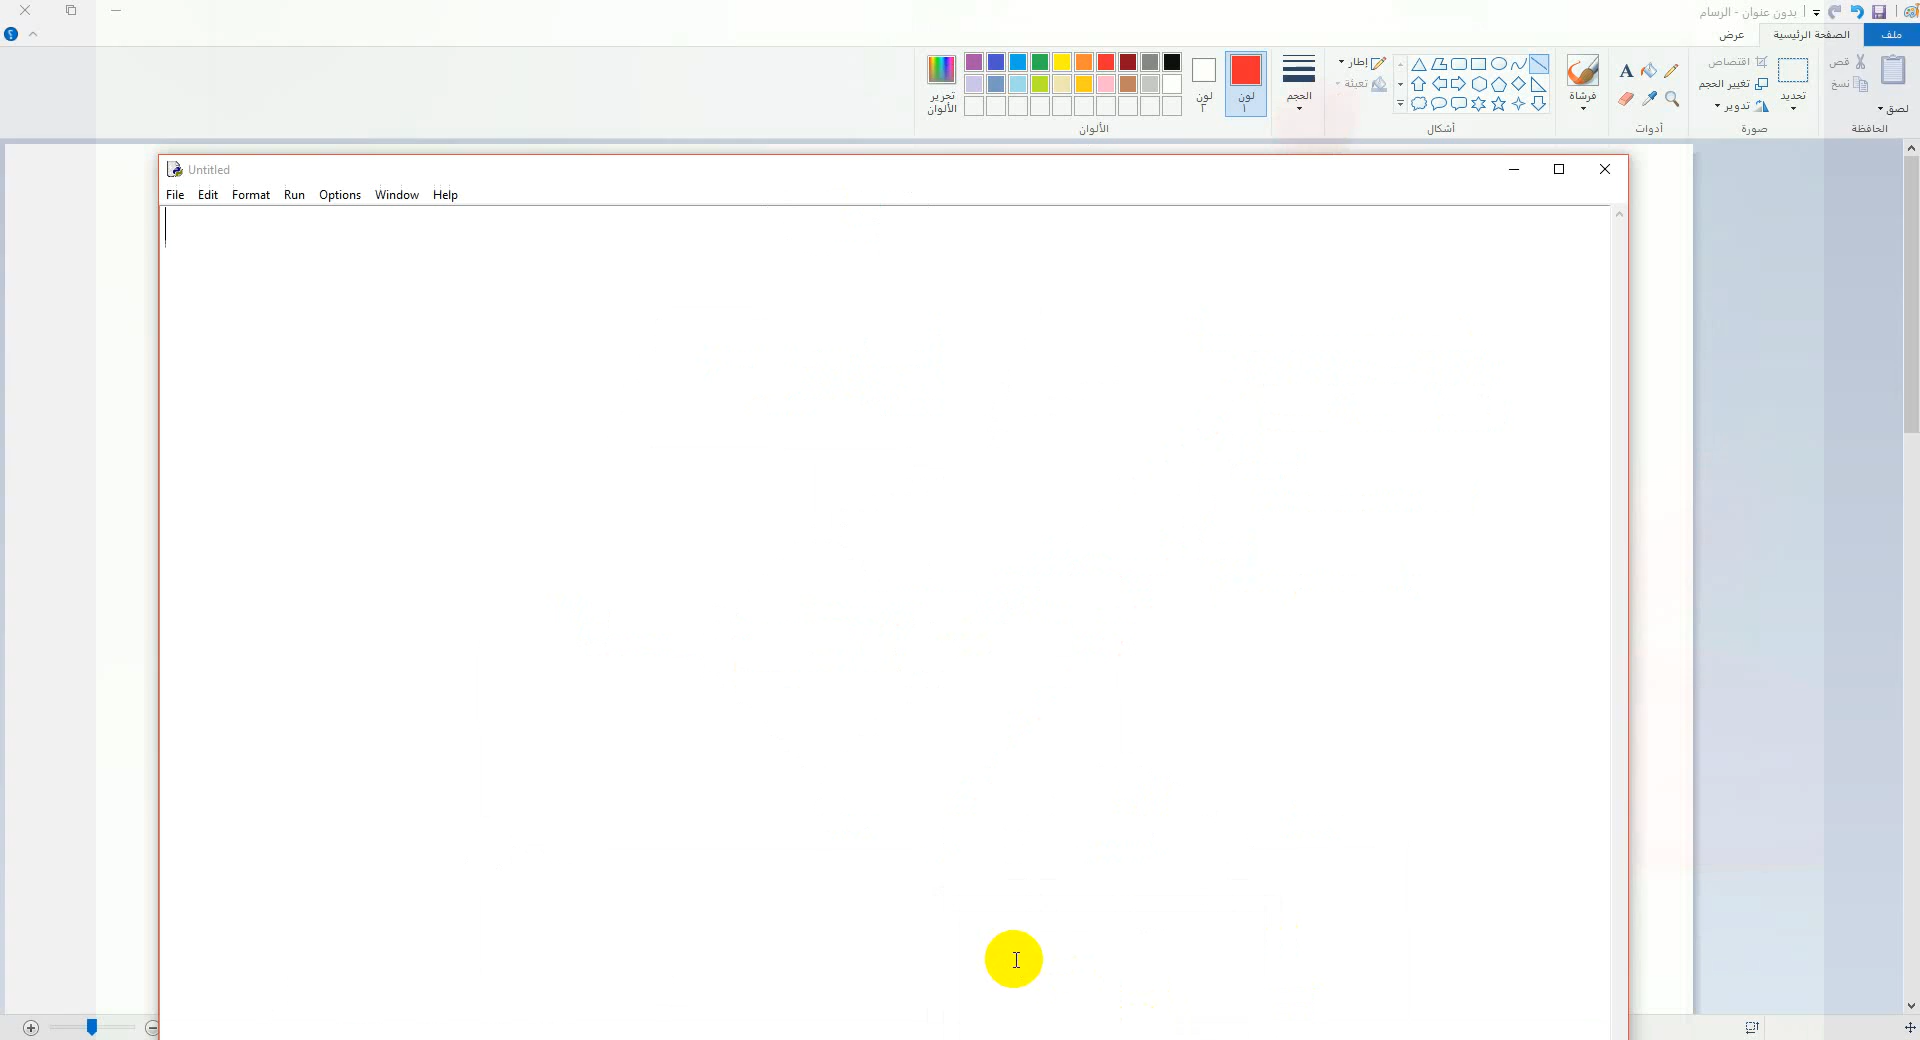 بدون عنوان - الرسام
ملف
الصفحة الرئيسية
عرض
لصق
قص
نسخ
الحافظة
تحديد
اقتصاص
تغيير الحجم
تدوير
صورة
A
أدوات
فرشاة
إطار
تعبئة
أشكال
الحجم
لون
١
لون
٢
تحرير
الألوان
الألوان
Untitled
File Edit Format Run Options Window Help